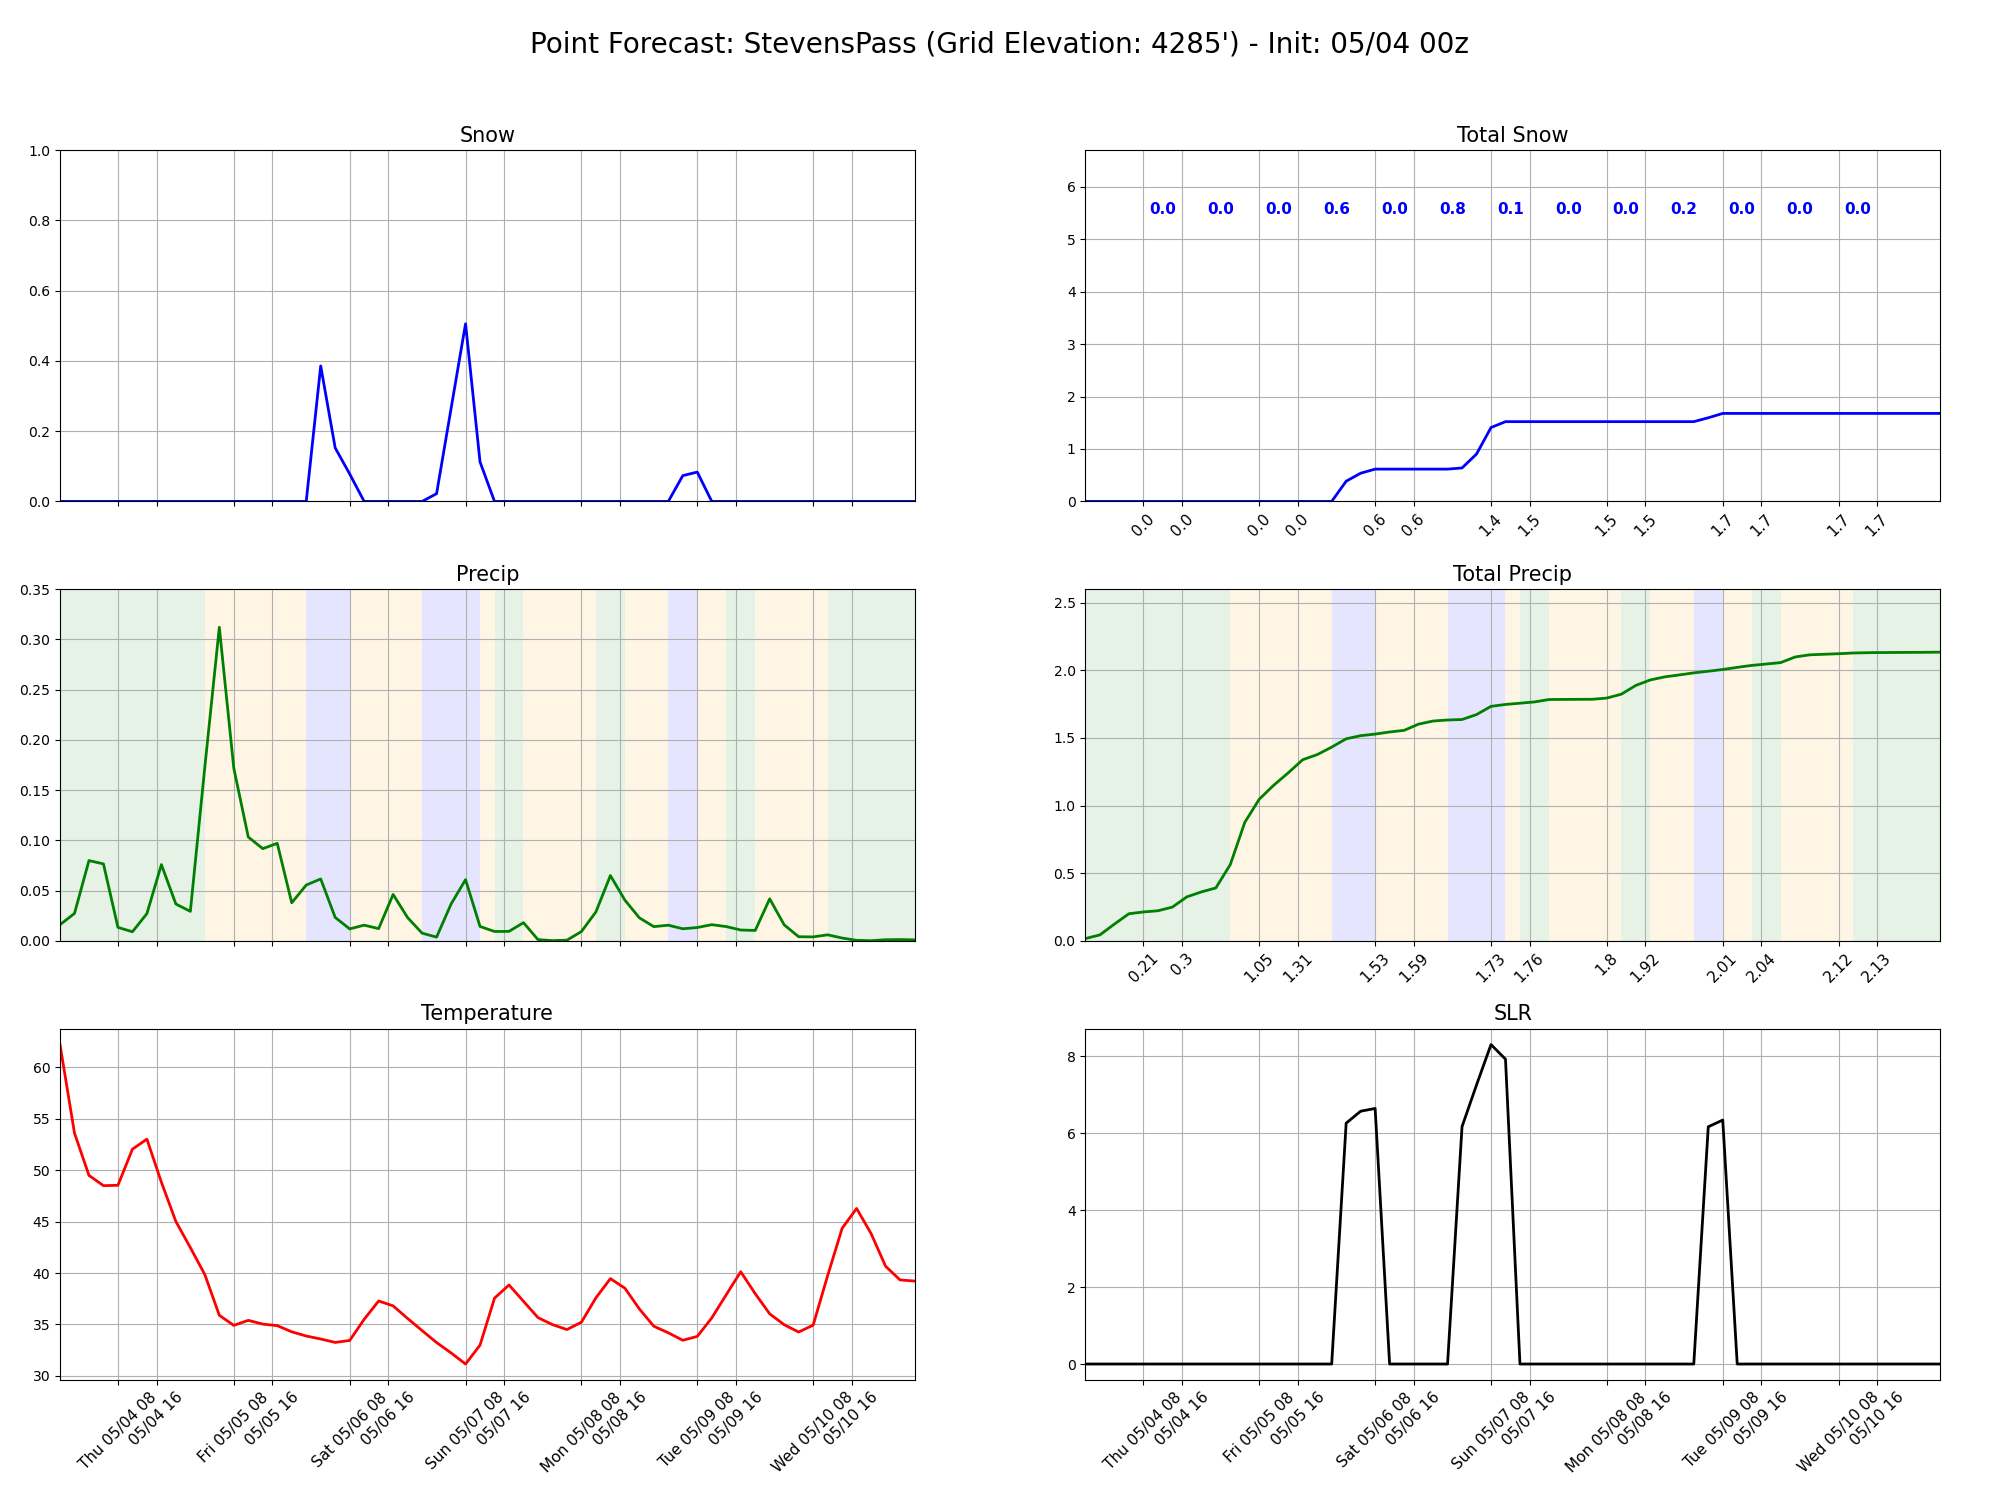 Point Forecast: StevensPass (Grid Elevation: 4285') - Init: 05/04 00z
Snow
1.0
0.8
0.6
0.4
0.2
0.0
Total Snow
6
5
4
3
2
1
0
0.0 0.0 0.0 0.6 0.0 0.8 0.1 0.0 0.0 0.2 0.0 0.0 0.0
0.0 0.0 0.0 0.0 0.6 0.6 1.4 1.5 1.5 1.5 1.7 1.7 1.7 1.7
Precip
0.35
0.30
0.25
0.20
0.15
0.10
0.05
0.00
Total Precip
2.5
2.0
1.5
1.0
0.5
0.0
0.21 0.3 1.05 1.31 1.53 1.59 1.73 1.76 1.8 1.92 2.01 2.04 2.12 2.13
Temperature
60
55
50
45
40
35
30
Thu 05/04 08
05/04 16
Fri 05/05 08
05/05 16
Sat 05/06 08
05/06 16
Sun 05/07 08
05/07 16
Mon 05/08 08
05/08 16
Tue 05/09 08
05/09 16
Wed 05/10 08
05/10 16
SLR
8
6
4
2
0
Thu 05/04 08
05/04 16
Fri 05/05 08
05/05 16
Sat 05/06 08
05/06 16
Sun 05/07 08
05/07 16
Mon 05/08 08
05/08 16
Tue 05/09 08
05/09 16
Wed 05/10 08
05/10 16